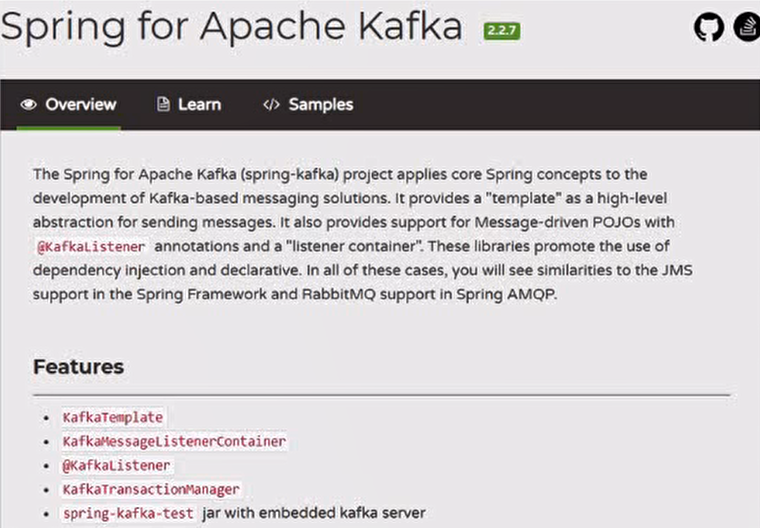 Spring for Apache Kafka 2.2.7
Overview Learn </> Samples
The Spring for Apache Kafka (spring-kafka) project applies core Spring concepts to the
development of Kafka-based messaging solutions. It provides a "template" as a high-level
abstraction for sending messages. It also provides support for Message-driven POJOs with
@KafkaListener annotations and a "listener container". These libraries promote the use of
dependency injection and declarative. In all of these cases, you will see similarities to the JMS
support in the Spring Framework and RabbitMQ support in Spring AMQP.
Features
• KafkaTemplate
• KafkaMessageListenerContainer
• @KafkaListener
• KafkaTransactionManager
• spring-kafka-test jar with embedded kafka server